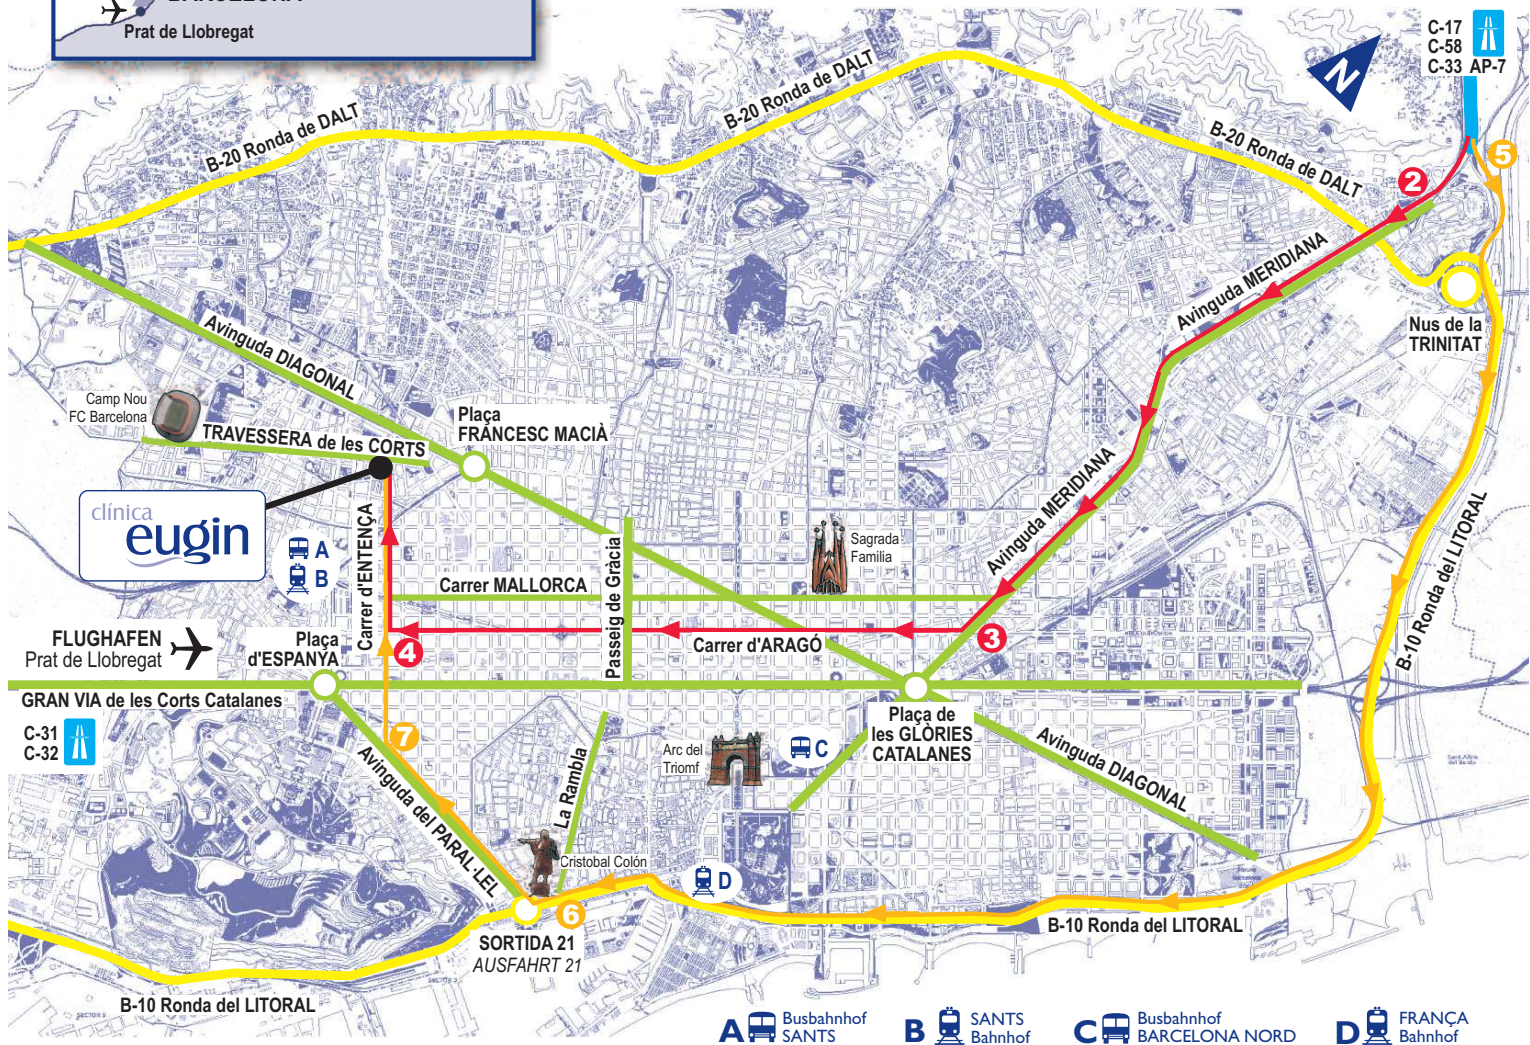 Prat de Llobregat
C-17
C-58
C-33 AP-7
N
B-20 Ronda de DALT
B-20 Ronda de DALT
B-20 Ronda de DALT
5
2
Avinguda MERIDIANA
Nus de la
TRINITAT
Avinguda DIAGONAL
Camp Nou
FC Barcelona
TRAVESSERA de les CORTS
Plaça
FRANCESC MACIÀ
Avinguda MERIDIANA
clínica
eugin
A
B
Carrer d'ENTENÇA
Passeig de Gràcia
Sagrada
Familia
Carrer MALLORCA
B-10 Ronda del LITORAL
FLUGHAFEN
Prat de Llobregat
Plaça
d'ESPANYA
4
Carrer d'ARAGÓ
3
GRAN VIA de les Corts Catalanes
C-31
C-32
7
Avinguda del PARAL·LEL
La Rambla
Arc del
Triomf
C
Plaça de
les GLÒRIES
CATALANES
Avinguda DIAGONAL
Cristobal Colón
D
6
SORTIDA 21
AUSFAHRT 21
B-10 Ronda del LITORAL
B-10 Ronda del LITORAL
A Busbahnhof
SANTS
B SANTS
Bahnhof
C Busbahnhof
BARCELONA NORD
D FRANÇA
Bahnhof